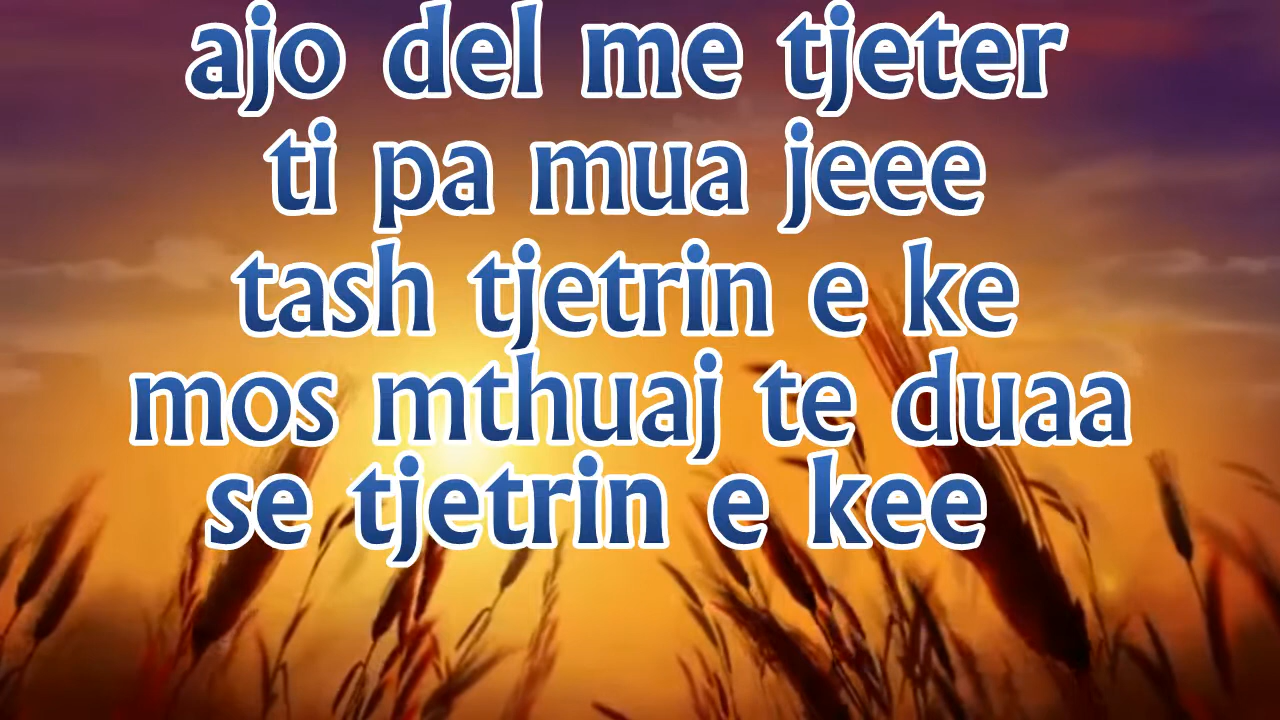 ajo del me tjeter
ti pa mua jeee
tash tjetrin e ke
mos mthuaj te duaa
se tjetrin e kee